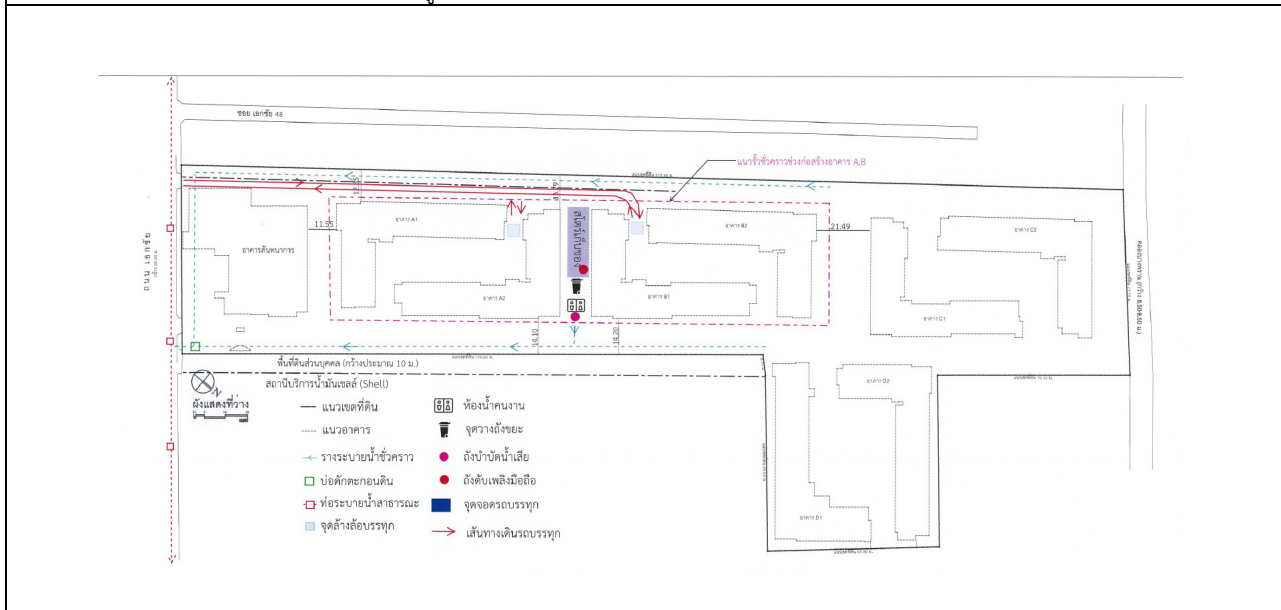 ซอย เอกชัย 48
แนวรั้วชั่วคราวช่วงก่อสร้างอาคาร A,B
ถนน เอกชัย
12.15
11.55
อาคาร A1
สโตร์เก็บของ
อาคาร B2
21.49
อาคาร C2
อาคารสันทนาการ
อาคาร A2
อาคาร B1
อาคาร C1
14.10
14.20
พื้นที่ดินส่วนบุคคล (กว้างประมาณ 10 ม.)
อาคาร D2
สถานีบริการน้ำมันเชลล์ (Shell)
N
ผังแสดงที่ว่าง
แนวเขตที่ดิน
ห้องน้ำคนงาน
แนวอาคาร
จุดวางถังขยะ
รางระบายน้ำชั่วคราว
ถังบำบัดน้ำเสีย
บ่อดักตะกอนดิน
ถังดับเพลิงมือถือ
ท่อระบายน้ำสาธารณะ
จุดจอดรถบรรทุก
จุดล้างล้อบรรทุก
เส้นทางเดินรถบรรทุก
อาคาร D1